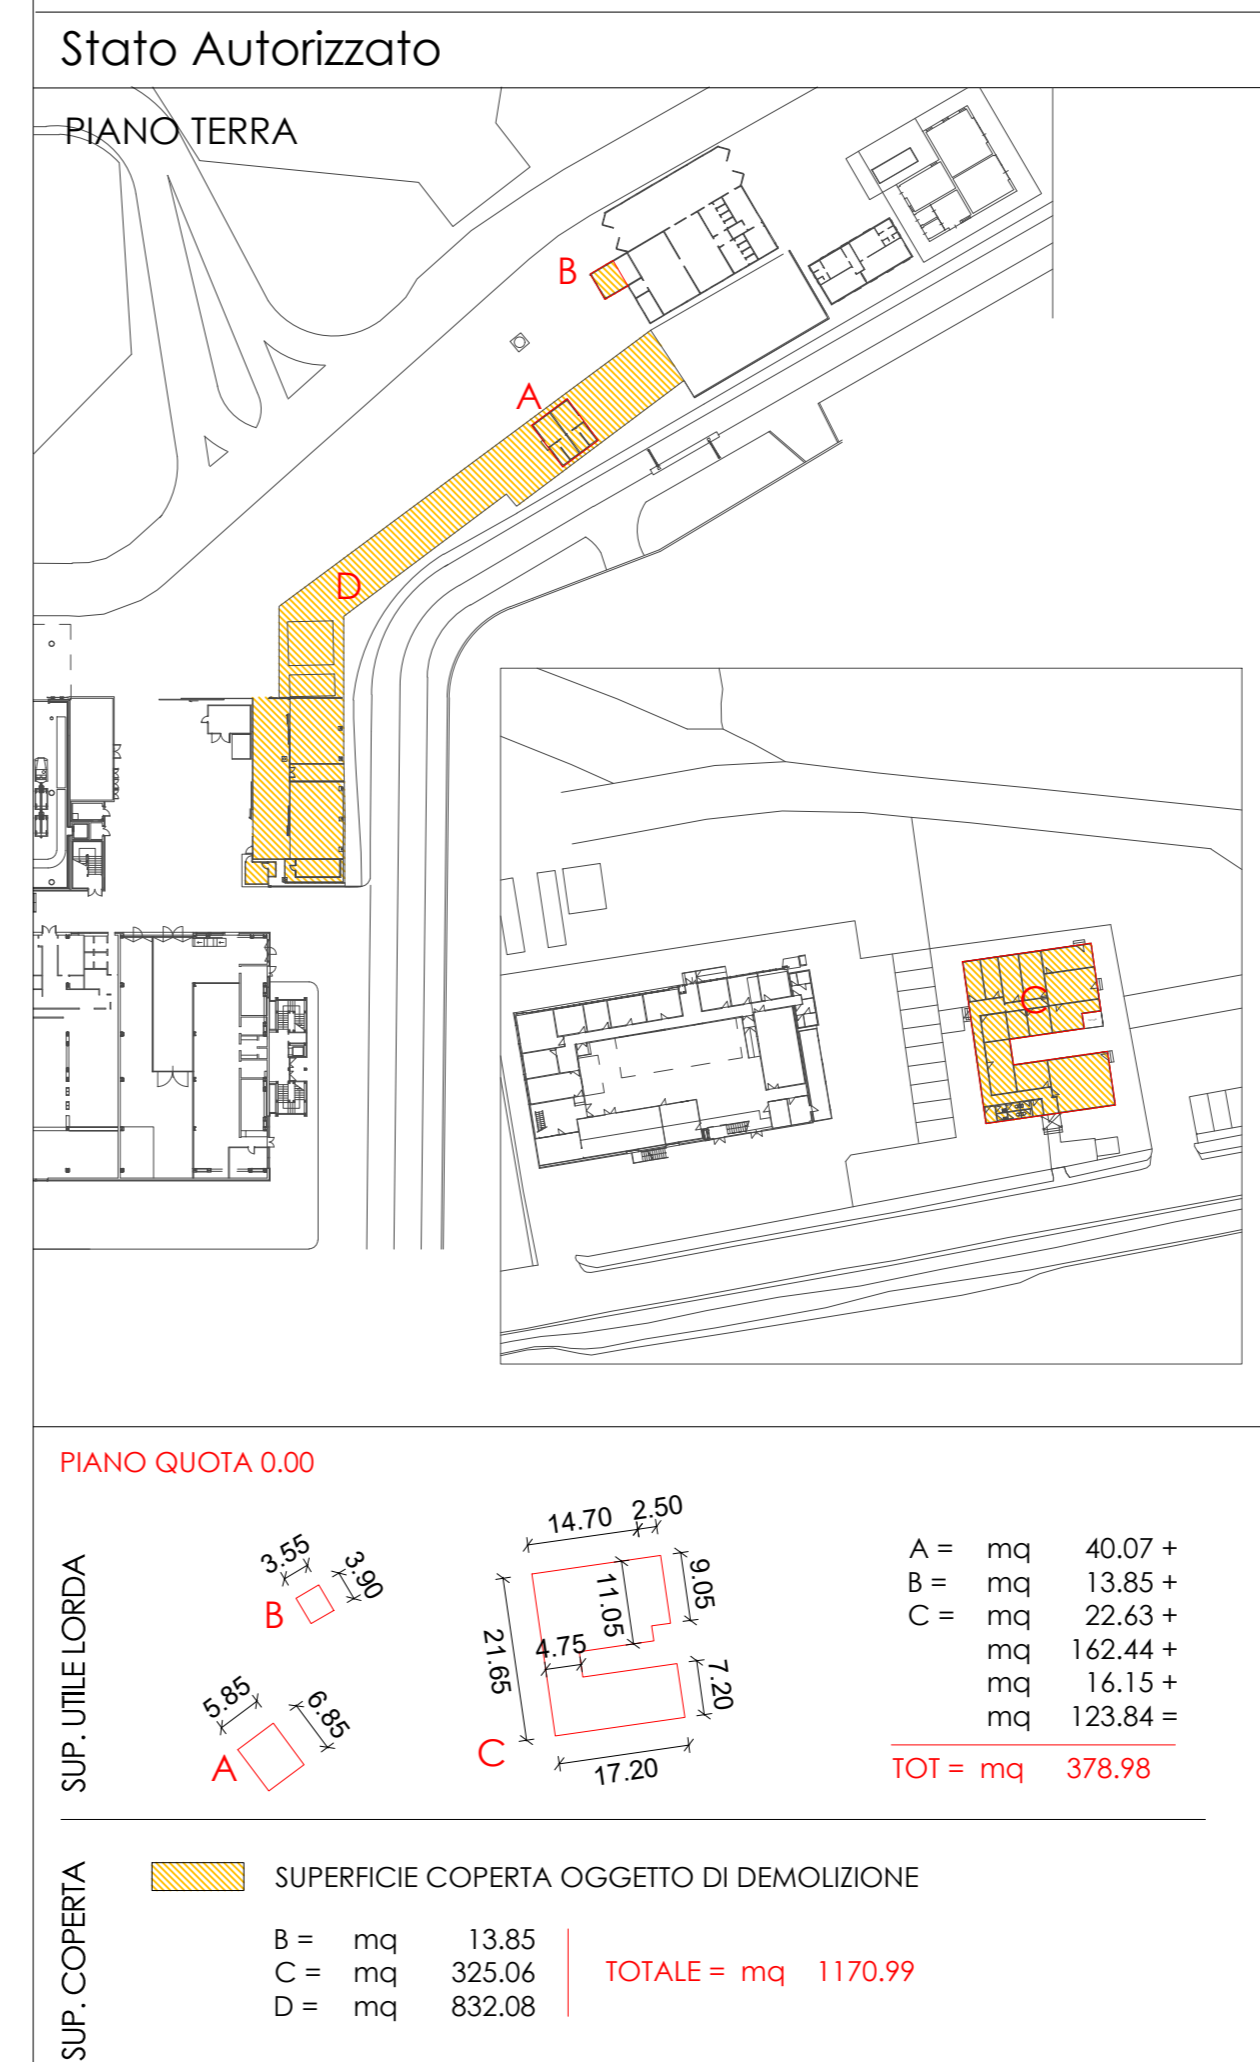 Stato Autorizzato
PIANO TERRA
B
A
D
C
PIANO QUOTA 0.00
SUP. UTILE LORDA
3.55
3.90
B
5.85
6.85
A
14.70
2.50
9.05
11.05
21.65
4.75
7.20
17.20
C
A = mq 40.07 +
B = mq 13.85 +
C = mq 22.63 +
mq 162.44 +
mq 16.15 +
mq 123.84 =
TOT = mq 378.98
SUP. COPERTA
SUPERFICIE COPERTA OGGETTO DI DEMOLIZIONE
B = mq 13.85
C = mq 325.06
D = mq 832.08
TOTALE = mq 1170.99